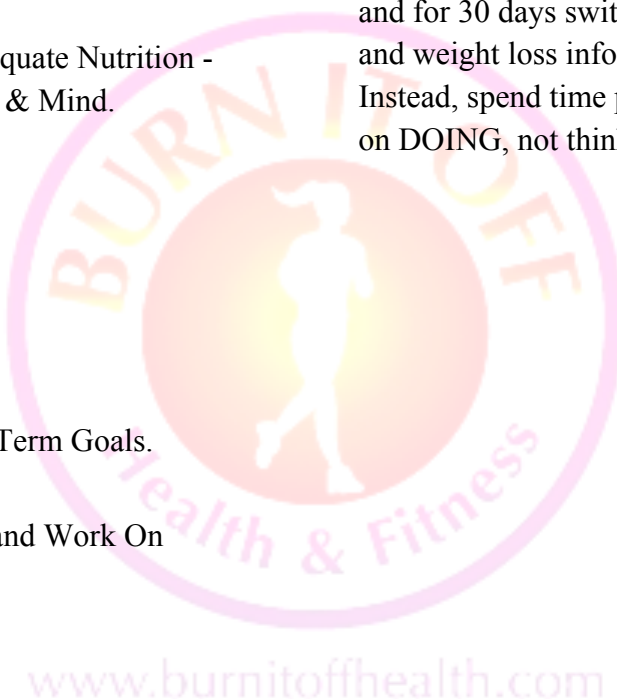 quate Nutrition -
& Mind.
Term Goals.
and Work On
and for 30 days swit
and weight loss info
Instead, spend time p
on DOING, not thin
BURN IT OFF
Health & Fitness
www.burnitoffhealth.com